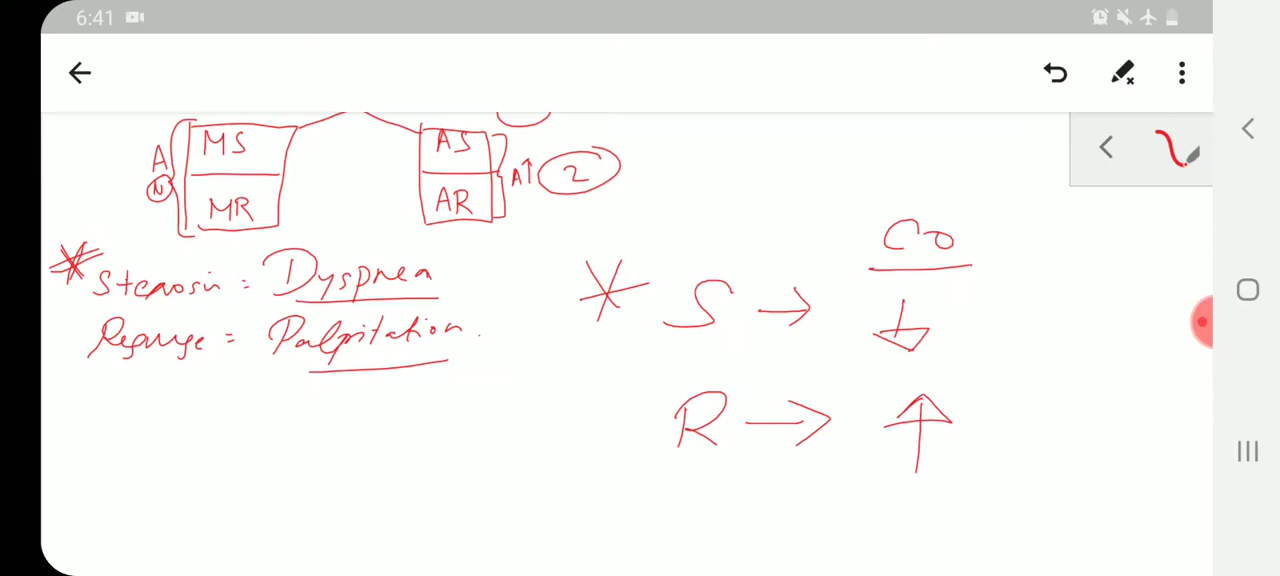 6:41
MS
MR
A
N
AS
AR
A↑ 2
* Stenosis = Dyspnea
Regurge = Palpitation.
CO
* S → ↓
R → ↑